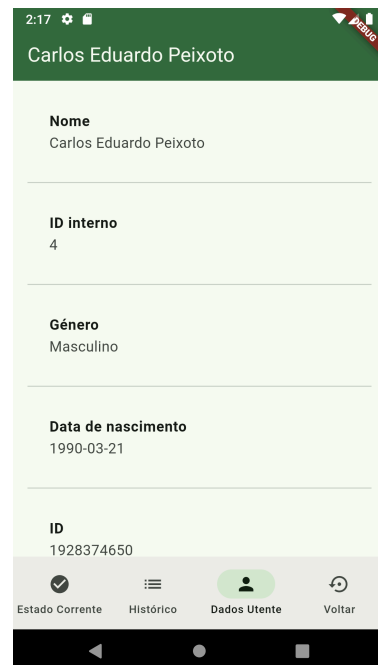 2:17
DEBUG
Carlos Eduardo Peixoto
Nome
Carlos Eduardo Peixoto
ID interno
4
Género
Masculino
Data de nascimento
1990-03-21
ID
1928374650
Estado Corrente Histórico Dados Utente Voltar